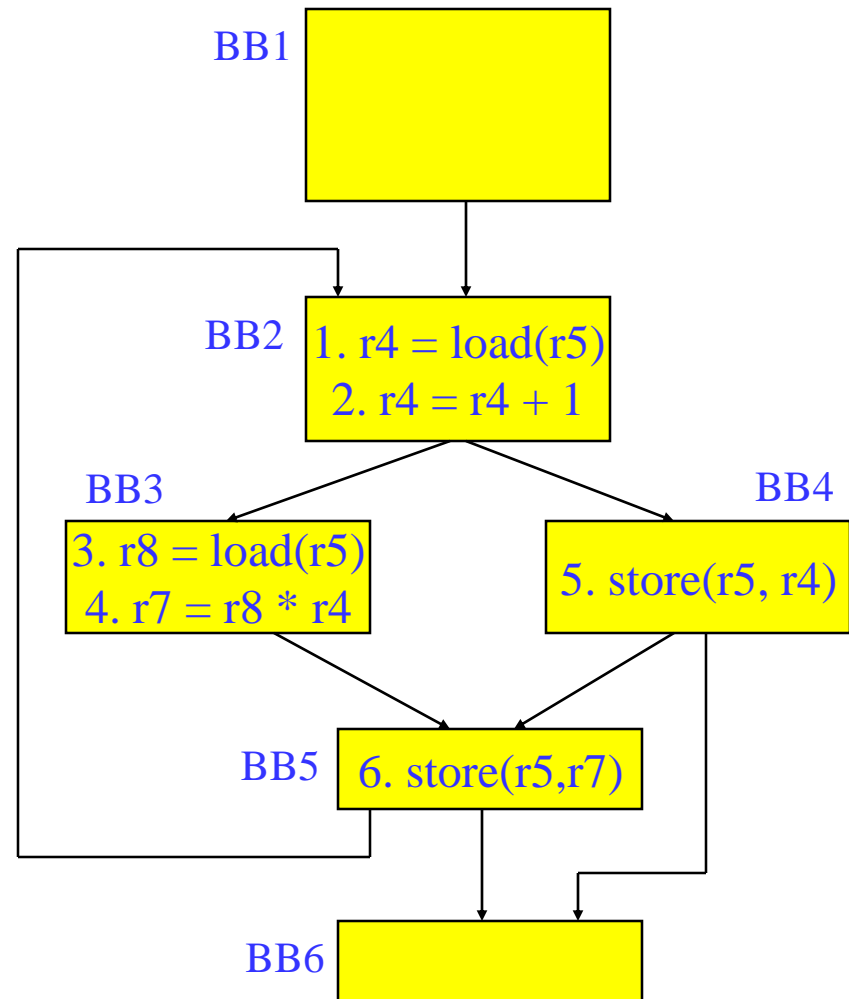 BB1
BB2
1. r4 = load(r5)
2. r4 = r4 + 1
BB3
3. r8 = load(r5)
4. r7 = r8 * r4
BB4
5. store(r5, r4)
BB5
6. store(r5,r7)
BB6